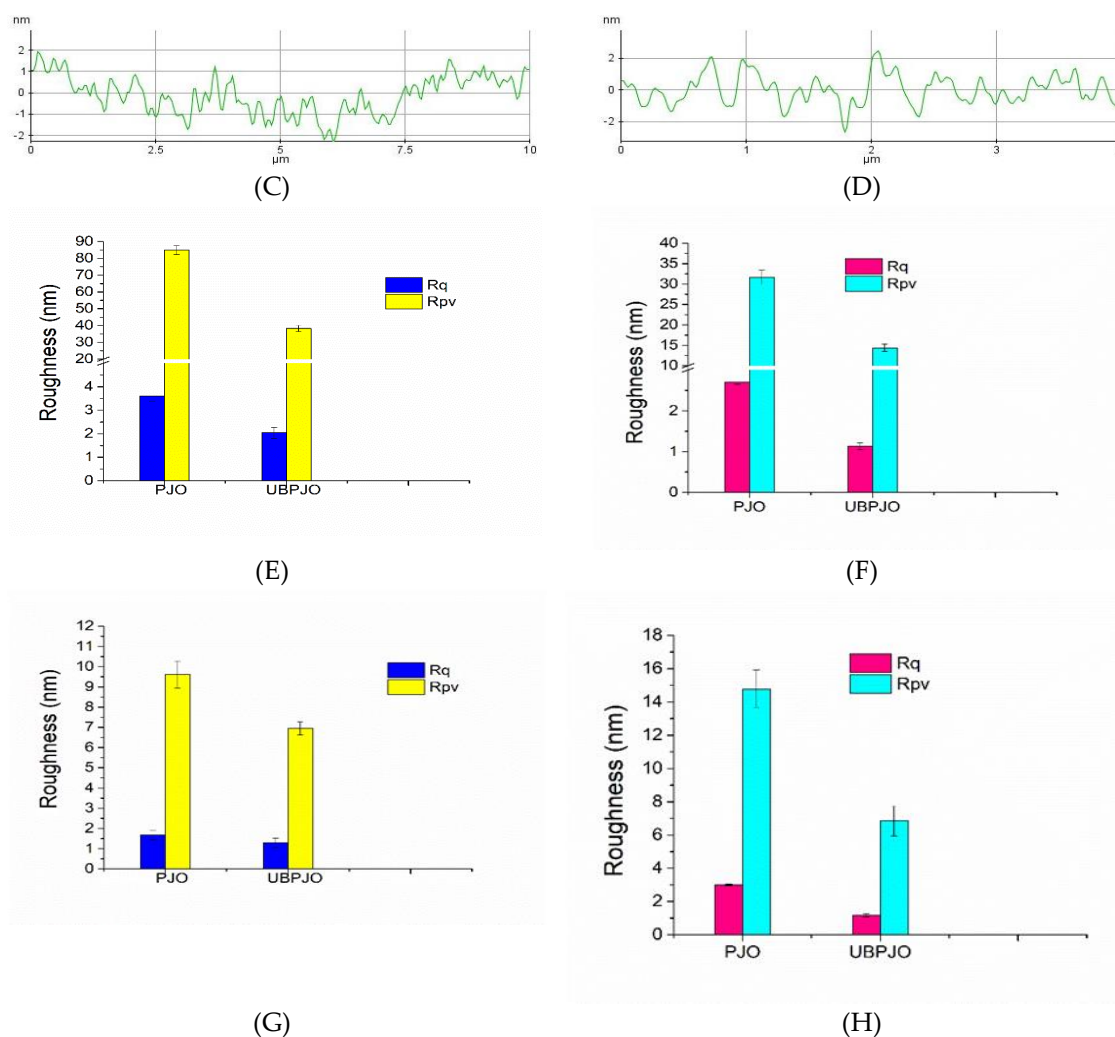 nm
2
1
0
-1
-2
0 2.5 5 7.5 10
µm
(C)
nm
2
0
-2
0 1 2 3
µm
(D)
Roughness (nm)
90
80
70
60
50
40
30
20
4
3
2
1
0
Rq
Rpv
PJO UBPJO
(E)
Roughness (nm)
40
35
30
25
20
15
10
2
1
0
Rq
Rpv
PJO UBPJO
(F)
Roughness (nm)
12
11
10
9
8
7
6
5
4
3
2
1
0
Rq
Rpv
PJO UBPJO
(G)
Roughness (nm)
18
16
14
12
10
8
6
4
2
0
Rq
Rpv
PJO UBPJO
(H)